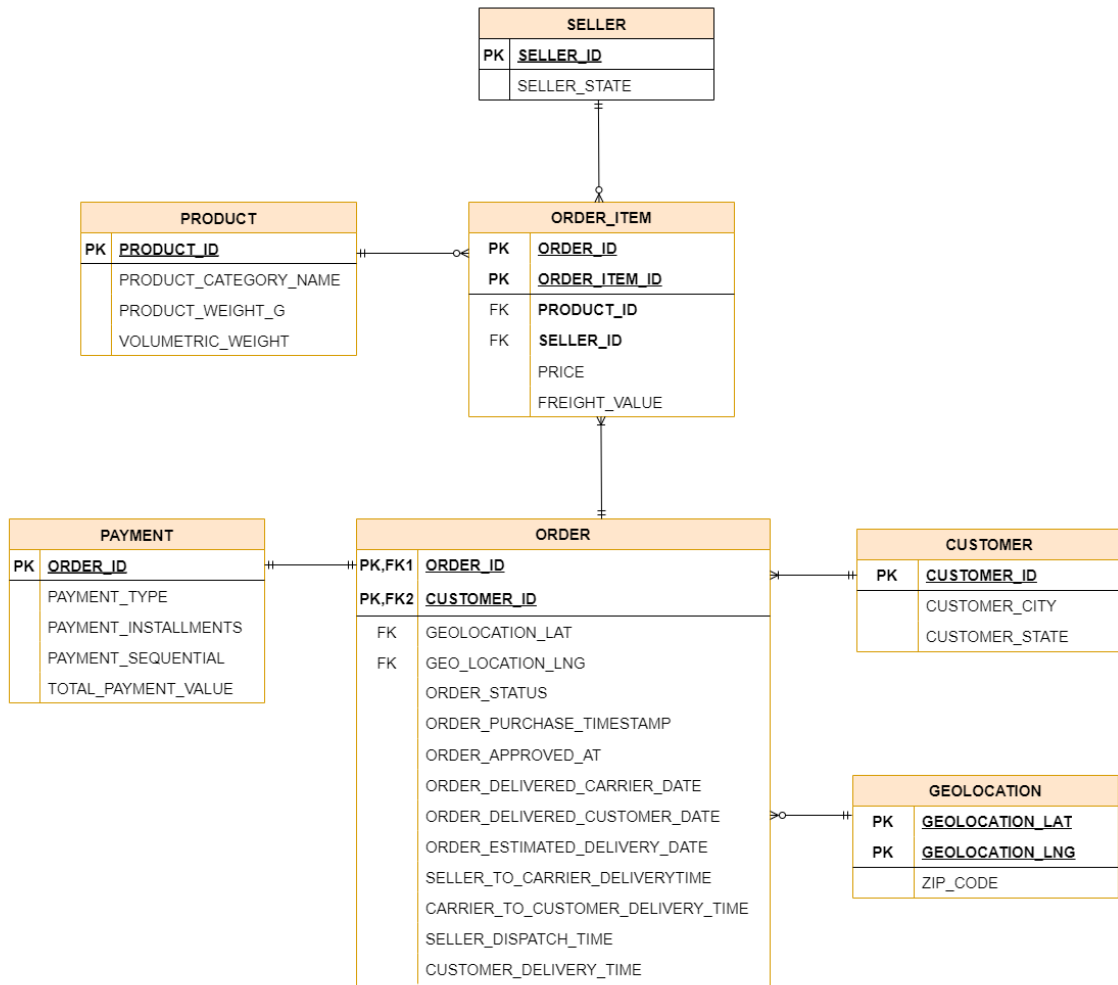 SELLER
PK SELLER_ID
SELLER_STATE
PRODUCT
PK PRODUCT_ID
PRODUCT_CATEGORY_NAME
PRODUCT_WEIGHT_G
VOLUMETRIC_WEIGHT
ORDER_ITEM
PK ORDER_ID
PK ORDER_ITEM_ID
FK PRODUCT_ID
FK SELLER_ID
PRICE
FREIGHT_VALUE
PAYMENT
PK ORDER_ID
PAYMENT_TYPE
PAYMENT_INSTALLMENTS
PAYMENT_SEQUENTIAL
TOTAL_PAYMENT_VALUE
ORDER
PK,FK1 ORDER_ID
PK,FK2 CUSTOMER_ID
FK GEOLOCATION_LAT
FK GEO_LOCATION_LNG
ORDER_STATUS
ORDER_PURCHASE_TIMESTAMP
ORDER_APPROVED_AT
ORDER_DELIVERED_CARRIER_DATE
ORDER_DELIVERED_CUSTOMER_DATE
ORDER_ESTIMATED_DELIVERY_DATE
SELLER_TO_CARRIER_DELIVERYTIME
CARRIER_TO_CUSTOMER_DELIVERY_TIME
SELLER_DISPATCH_TIME
CUSTOMER_DELIVERY_TIME
CUSTOMER
PK CUSTOMER_ID
CUSTOMER_CITY
CUSTOMER_STATE
GEOLOCATION
PK GEOLOCATION_LAT
PK GEOLOCATION_LNG
ZIP_CODE